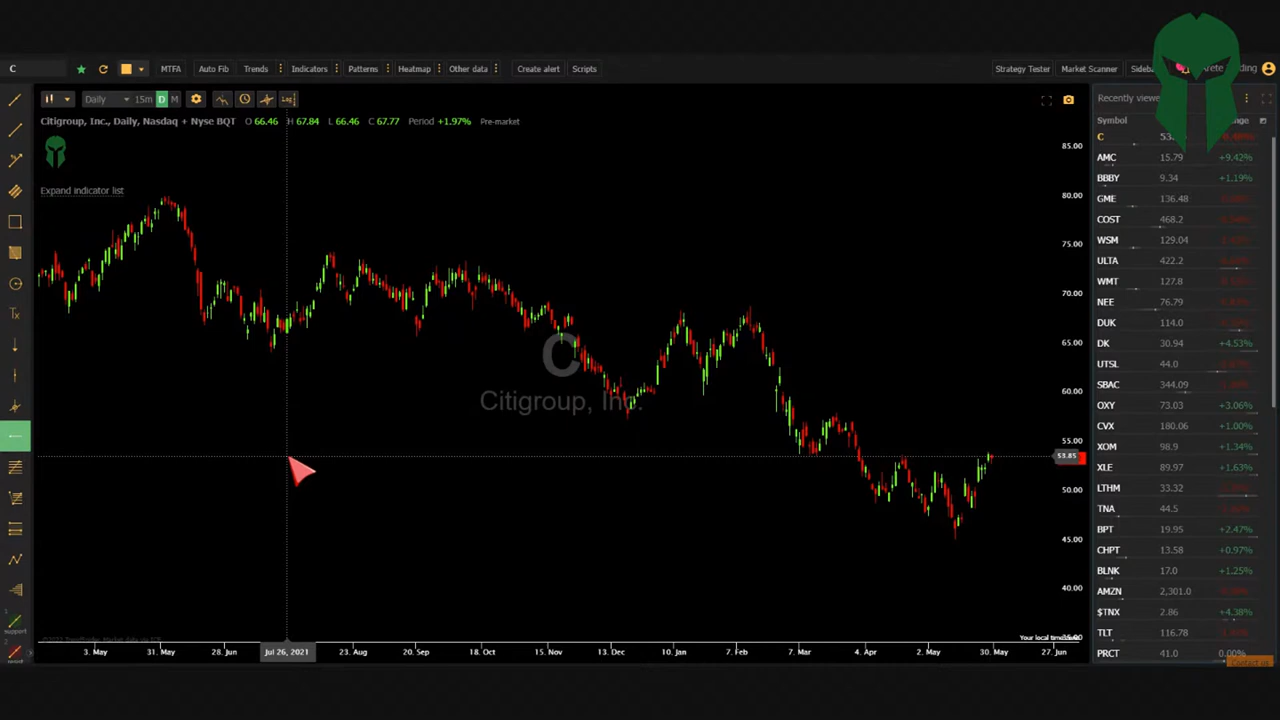 C MTFA Auto Fib Trends Indicators Patterns Heatmap Other data Create alert Scripts Strategy Tester Market Scanner
Daily 15m D M
Recently viewe
Citigroup, Inc., Daily, Nasdaq + Nyse BQT O 66.46 H 67.84 L 66.46 C 67.77 Period +1.97% Pre-market
Symbol
Expand indicator list
C
AMC 15.79 +9.42%
BBBY 9.34 +1.19%
GME 136.48
COST 468.2
WSM 129.04
ULTA 422.2
WMT 127.8
NEE 76.79
DUK 114.0
DK 30.94 +4.53%
UTSL 44.0
SBAC 344.09
OXY 73.03 +3.06%
CVX 180.06 +1.00%
XOM 98.9 +1.34%
XLE 89.97 +1.63%
LTHM 33.32
TNA 44.5
BPT 19.95 +2.47%
CHPT 13.58 +0.97%
BLNK 17.0 +1.25%
AMZN 2,301.0
$TNX 2.86 +4.38%
TLT 116.78
PRCT 41.0 0.00%
Contact us
85.00
80.00
75.00
70.00
65.00
60.00
55.00
53.85
50.00
45.00
40.00
C
Citigroup, Inc.
Your local time
3. May 31. May 28. Jun Jul 26, 2021 23. Aug 20. Sep 18. Oct 15. Nov 13. Dec 10. Jan 7. Feb 7. Mar 4. Apr 2. May 30. May 27. Jun
support